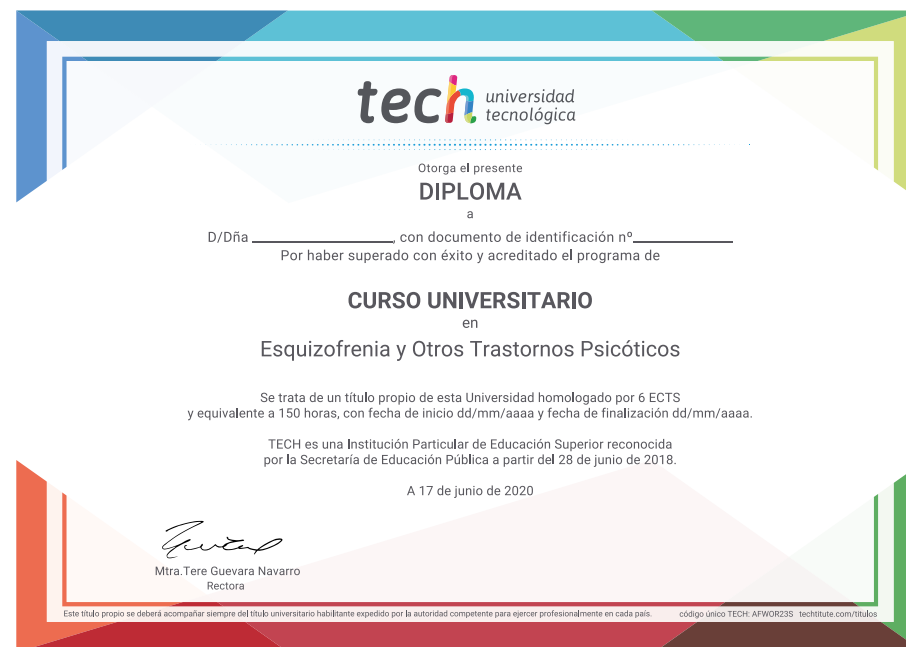 tech universidad
tecnológica
Otorga el presente
DIPLOMA
a
D/Dña ____________________, con documento de identificación nº______________
Por haber superado con éxito y acreditado el programa de
CURSO UNIVERSITARIO
en
Esquizofrenia y Otros Trastornos Psicóticos
Se trata de un título propio de esta Universidad homologado por 6 ECTS
y equivalente a 150 horas, con fecha de inicio dd/mm/aaaa y fecha de finalización dd/mm/aaaa.
TECH es una Institución Particular de Educación Superior reconocida
por la Secretaría de Educación Pública a partir del 28 de junio de 2018.
A 17 de junio de 2020
Mtra.Tere Guevara Navarro
Rectora
Este título propio se deberá acompañar siempre del título universitario habilitante expedido por la autoridad competente para ejercer profesionalmente en cada país. código único TECH: AFWOR23S techtitute.com/títulos